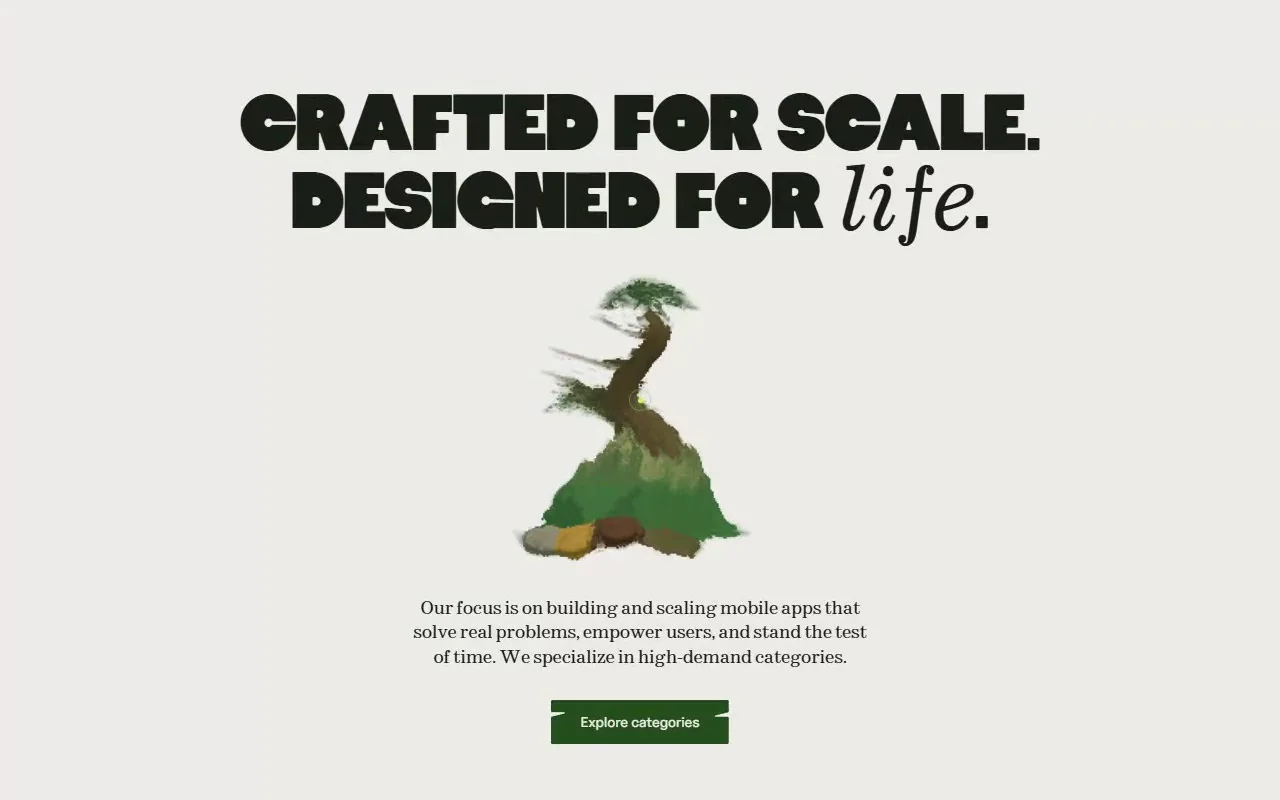 CRAFTED FOR SCALE.
DESIGNED FOR life.
Our focus is on building and scaling mobile apps that
solve real problems, empower users, and stand the test
of time. We specialize in high-demand categories.
Explore categories